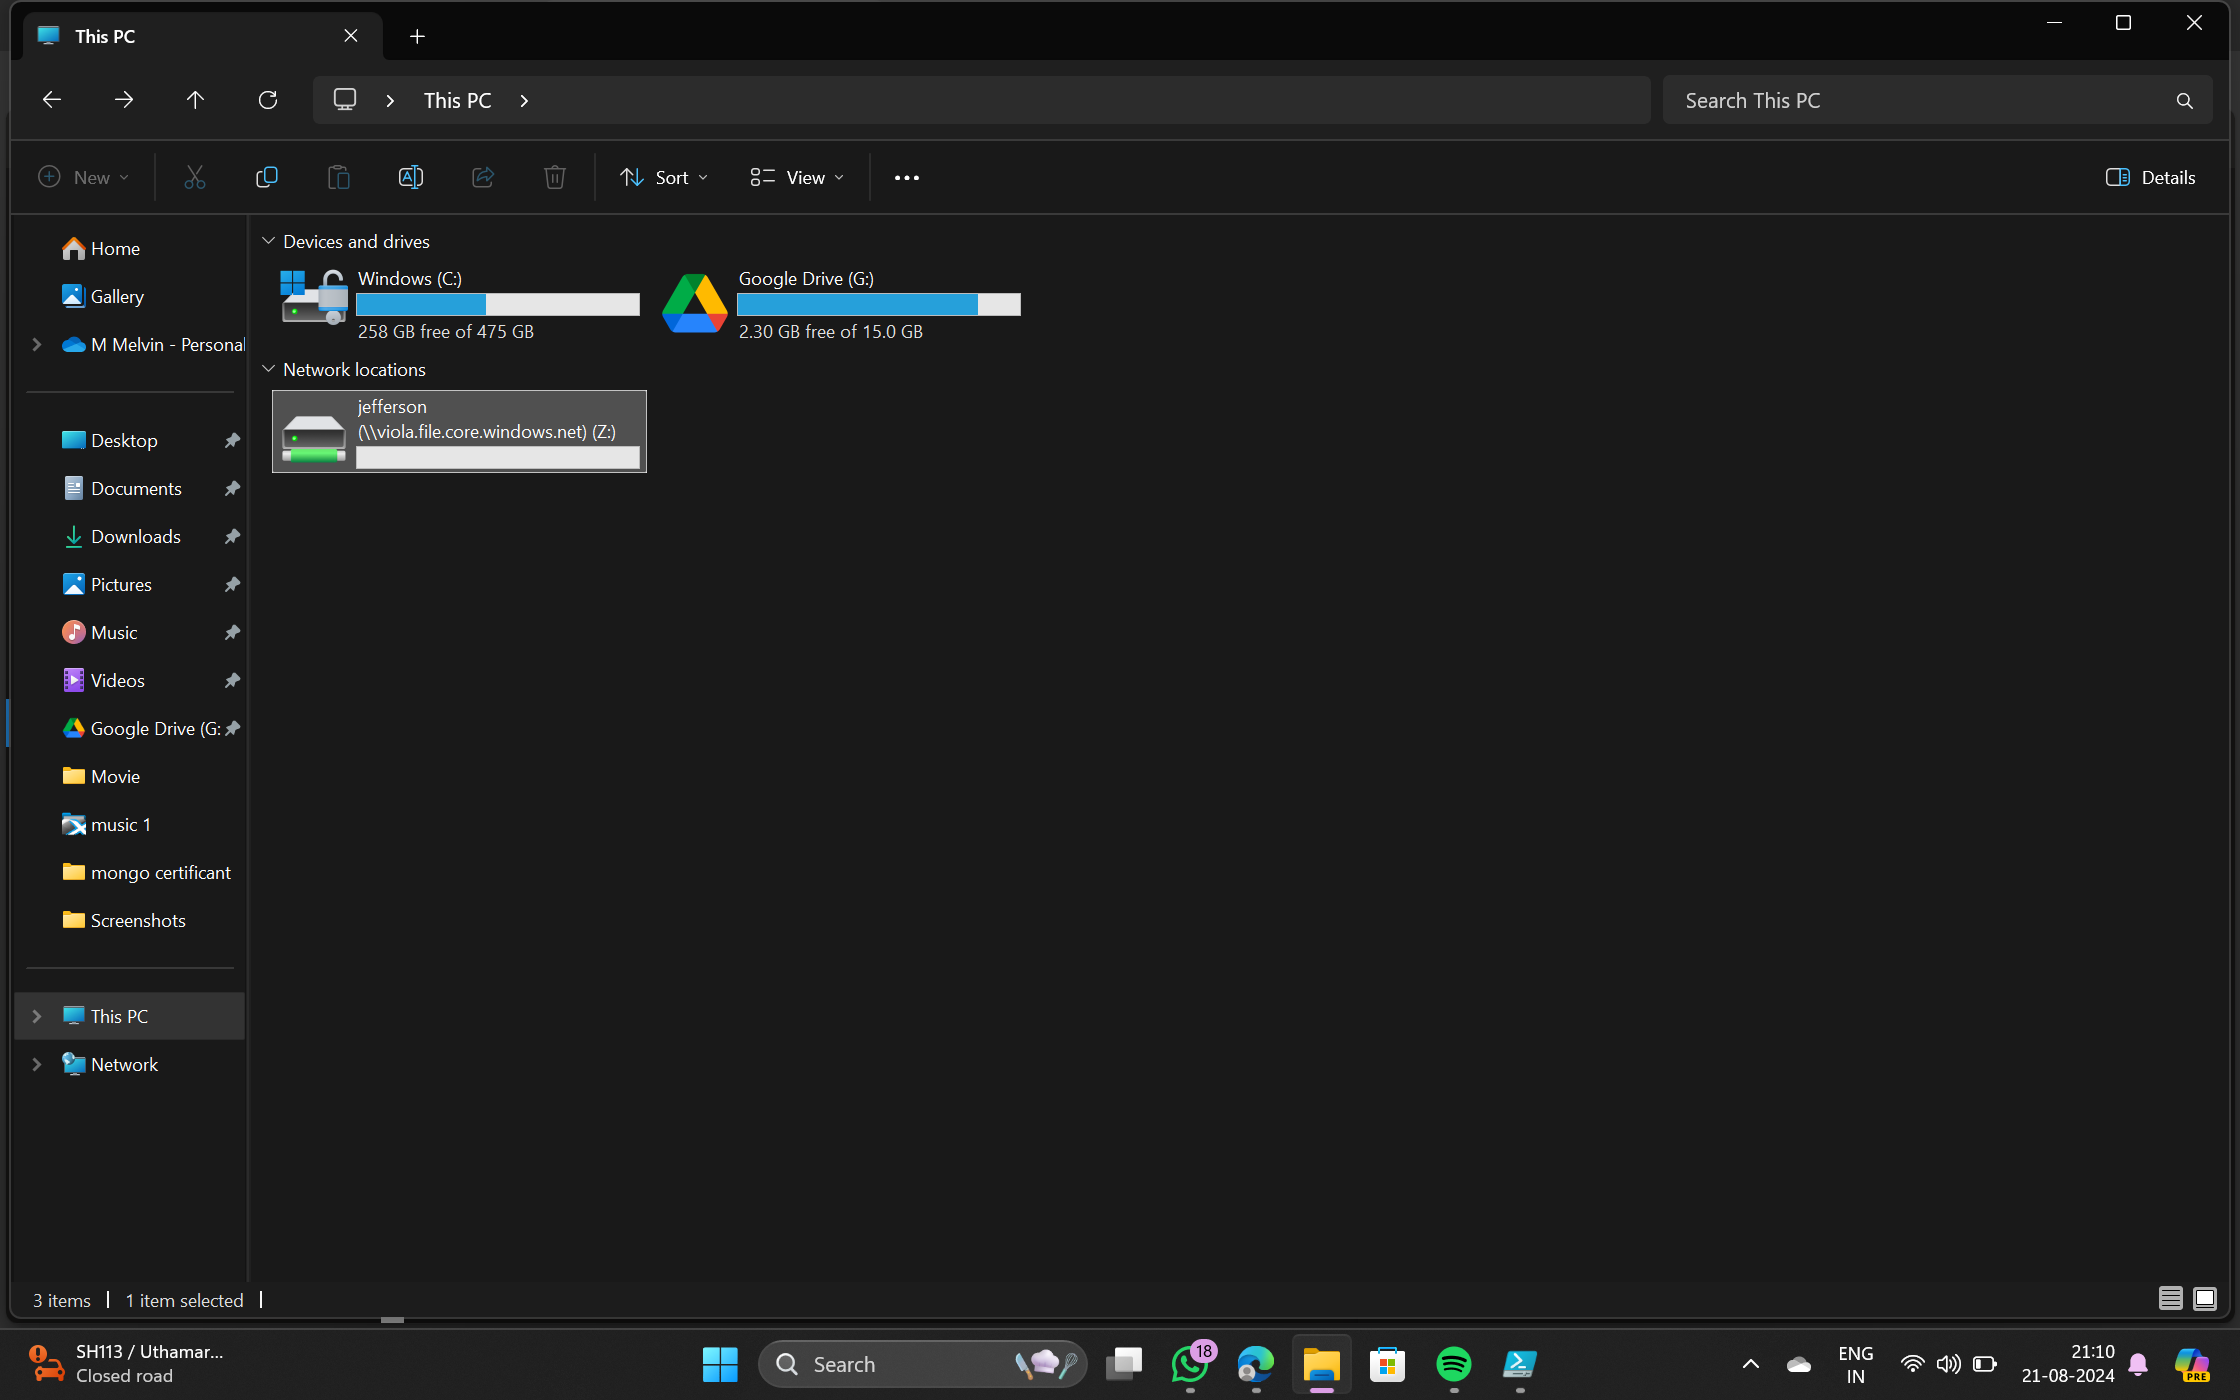 This PC
This PC
Search This PC
New
Sort
View
Details
Home
Gallery
M Melvin - Personal
Desktop
Documents
Downloads
Pictures
Music
Videos
Google Drive (G:
Movie
music 1
mongo certificant
Screenshots
This PC
Network
Devices and drives
Windows (C:)
258 GB free of 475 GB
Google Drive (G:)
2.30 GB free of 15.0 GB
Network locations
jefferson
(\\viola.file.core.windows.net) (Z:)
3 items
1 item selected
SH113 / Uthamar...
Closed road
Search
18
ENG
IN
21:10
21-08-2024
PRE